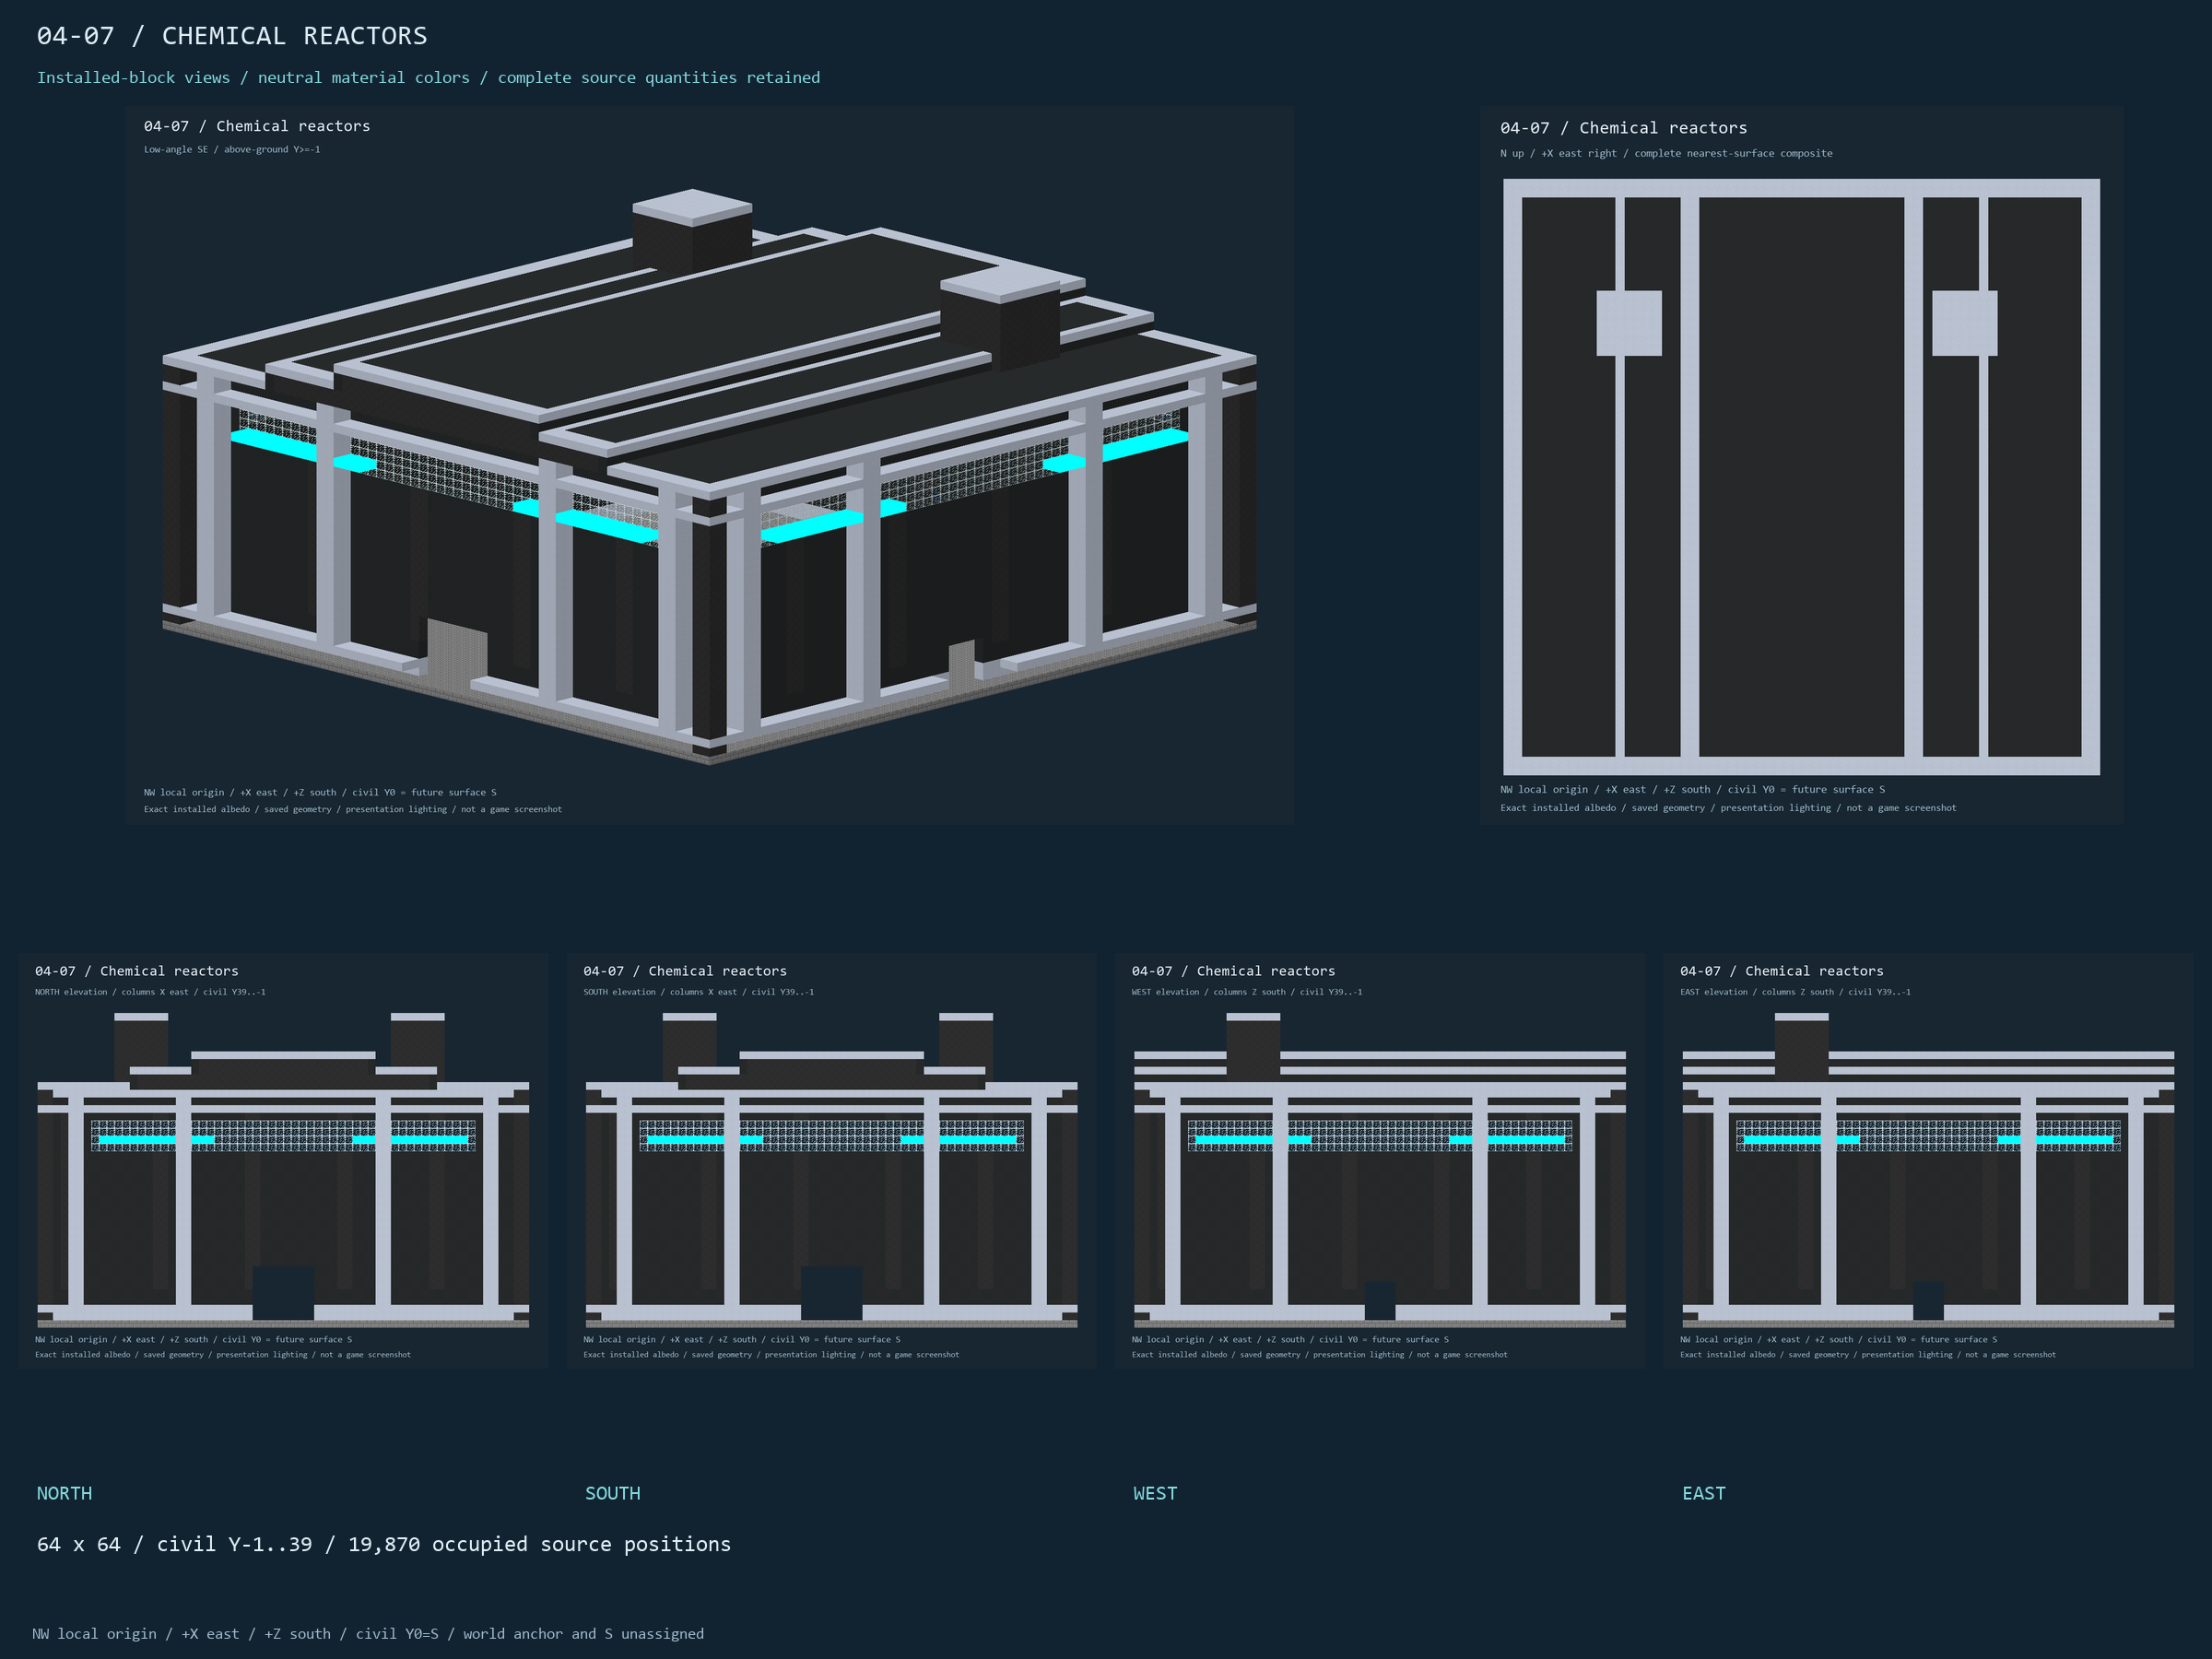 04-07 / CHEMICAL REACTORS
Installed-block views / neutral material colors / complete source quantities retained
04-07 / Chemical reactors
Low-angle SE / above-ground Y>=-1
NW local origin / +X east / +Z south / civil Y0 = future surface S
Exact installed albedo / saved geometry / presentation lighting / not a game screenshot
04-07 / Chemical reactors
N up / +X east right / complete nearest-surface composite
NW local origin / +X east / +Z south / civil Y0 = future surface S
Exact installed albedo / saved geometry / presentation lighting / not a game screenshot
04-07 / Chemical reactors
NORTH elevation / columns X east / civil Y39..-1
NW local origin / +X east / +Z south / civil Y0 = future surface S
Exact installed albedo / saved geometry / presentation lighting / not a game screenshot
04-07 / Chemical reactors
SOUTH elevation / columns X east / civil Y39..-1
NW local origin / +X east / +Z south / civil Y0 = future surface S
Exact installed albedo / saved geometry / presentation lighting / not a game screenshot
04-07 / Chemical reactors
WEST elevation / columns Z south / civil Y39..-1
NW local origin / +X east / +Z south / civil Y0 = future surface S
Exact installed albedo / saved geometry / presentation lighting / not a game screenshot
04-07 / Chemical reactors
EAST elevation / columns Z south / civil Y39..-1
NW local origin / +X east / +Z south / civil Y0 = future surface S
Exact installed albedo / saved geometry / presentation lighting / not a game screenshot
NORTH
SOUTH
WEST
EAST
64 x 64 / civil Y-1..39 / 19,870 occupied source positions
NW local origin / +X east / +Z south / civil Y0=S / world anchor and S unassigned